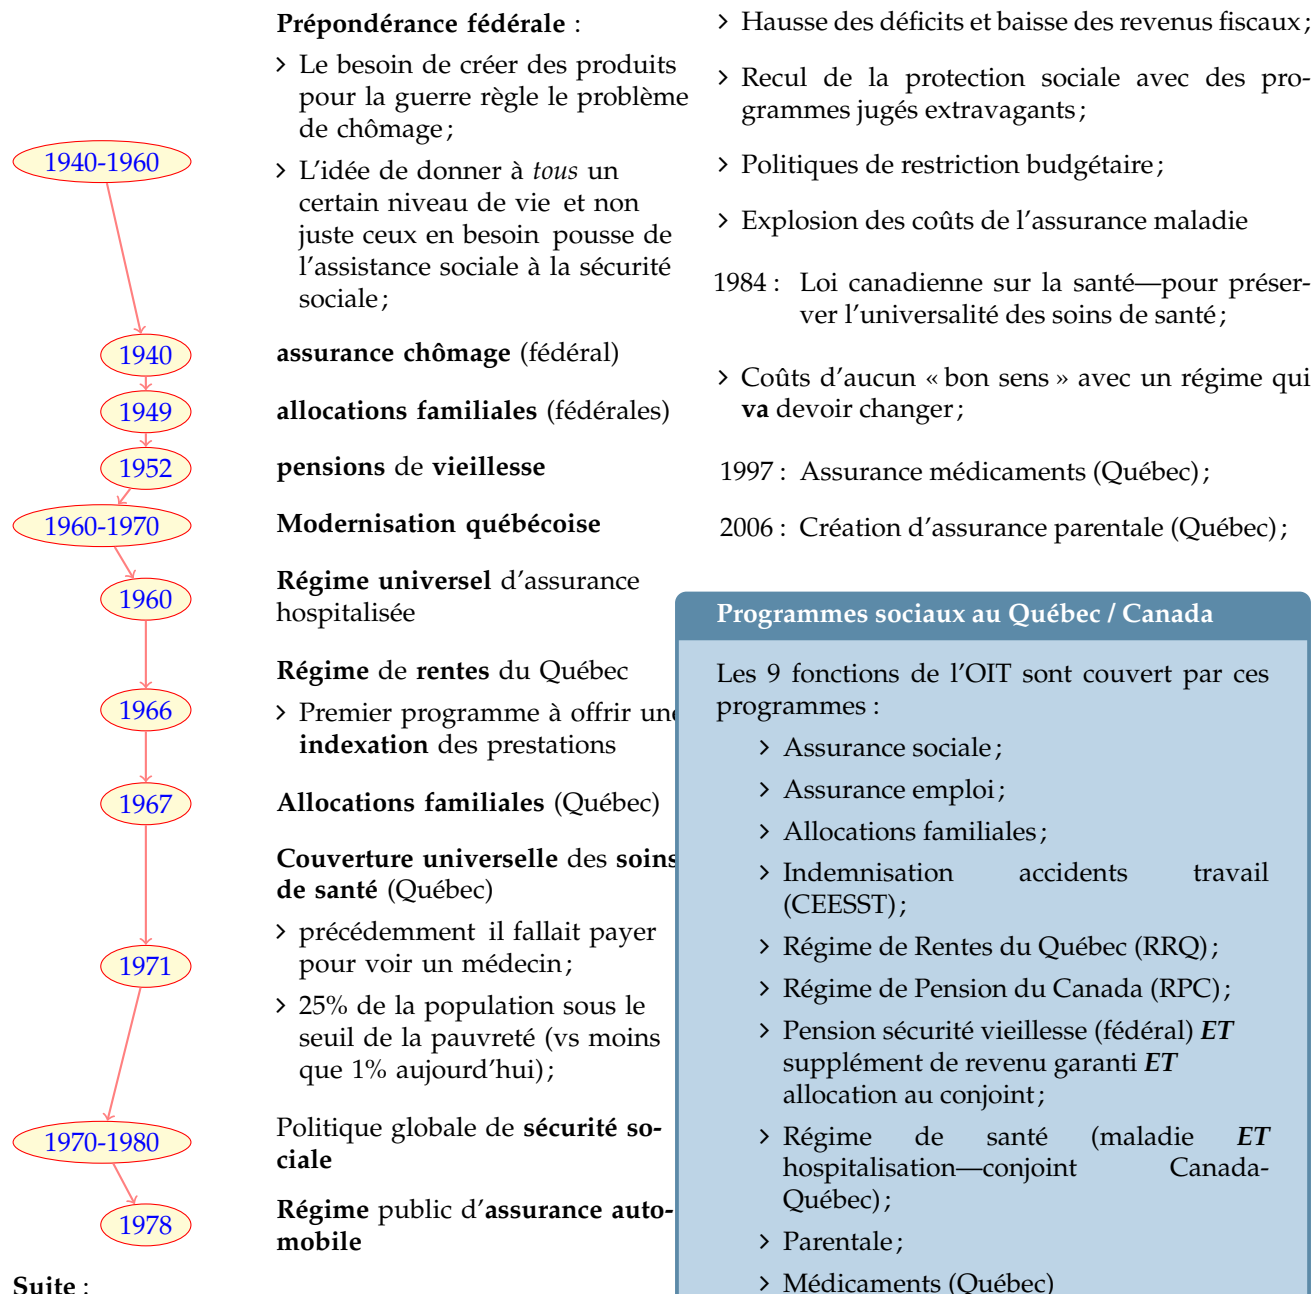 Prépondérance fédérale :
> Le besoin de créer des produits
pour la guerre règle le problème
de chômage ;
1940-1960
> L'idée de donner à tous un
certain niveau de vie et non
juste ceux en besoin pousse de
l'assistance sociale à la sécurité
sociale ;
1940
assurance chômage (fédéral)
1949
allocations familiales (fédérales)
1952
pensions de vieillesse
1960-1970
Modernisation québécoise
1960
Régime universel d'assurance
hospitalisée
Régime de rentes du Québec
1966
> Premier programme à offrir une
indexation des prestations
1967
Allocations familiales (Québec)
Couverture universelle des soins
de santé (Québec)
1971
> précédemment il fallait payer
pour voir un médecin ;
> 25% de la population sous le
seuil de la pauvreté (vs moins
que 1% aujourd'hui) ;
1970-1980
Politique globale de sécurité so-
ciale
1978
Régime public d'assurance auto-
mobile
Suite :
> Hausse des déficits et baisse des revenus fiscaux ;
> Recul de la protection sociale avec des pro-
grammes jugés extravagants ;
> Politiques de restriction budgétaire ;
> Explosion des coûts de l'assurance maladie
1984 : Loi canadienne sur la santé—pour préser-
ver l'universalité des soins de santé ;
> Coûts d'aucun « bon sens » avec un régime qui
va devoir changer ;
1997 : Assurance médicaments (Québec) ;
2006 : Création d'assurance parentale (Québec) ;
Programmes sociaux au Québec / Canada
Les 9 fonctions de l'OIT sont couvert par ces
programmes :
> Assurance sociale ;
> Assurance emploi ;
> Allocations familiales ;
> Indemnisation accidents travail
(CEESST) ;
> Régime de Rentes du Québec (RRQ) ;
> Régime de Pension du Canada (RPC) ;
> Pension sécurité vieillesse (fédéral) ET
supplément de revenu garanti ET
allocation au conjoint ;
> Régime de santé (maladie ET
hospitalisation—conjoint Canada-
Québec) ;
> Parentale ;
> Médicaments (Québec)